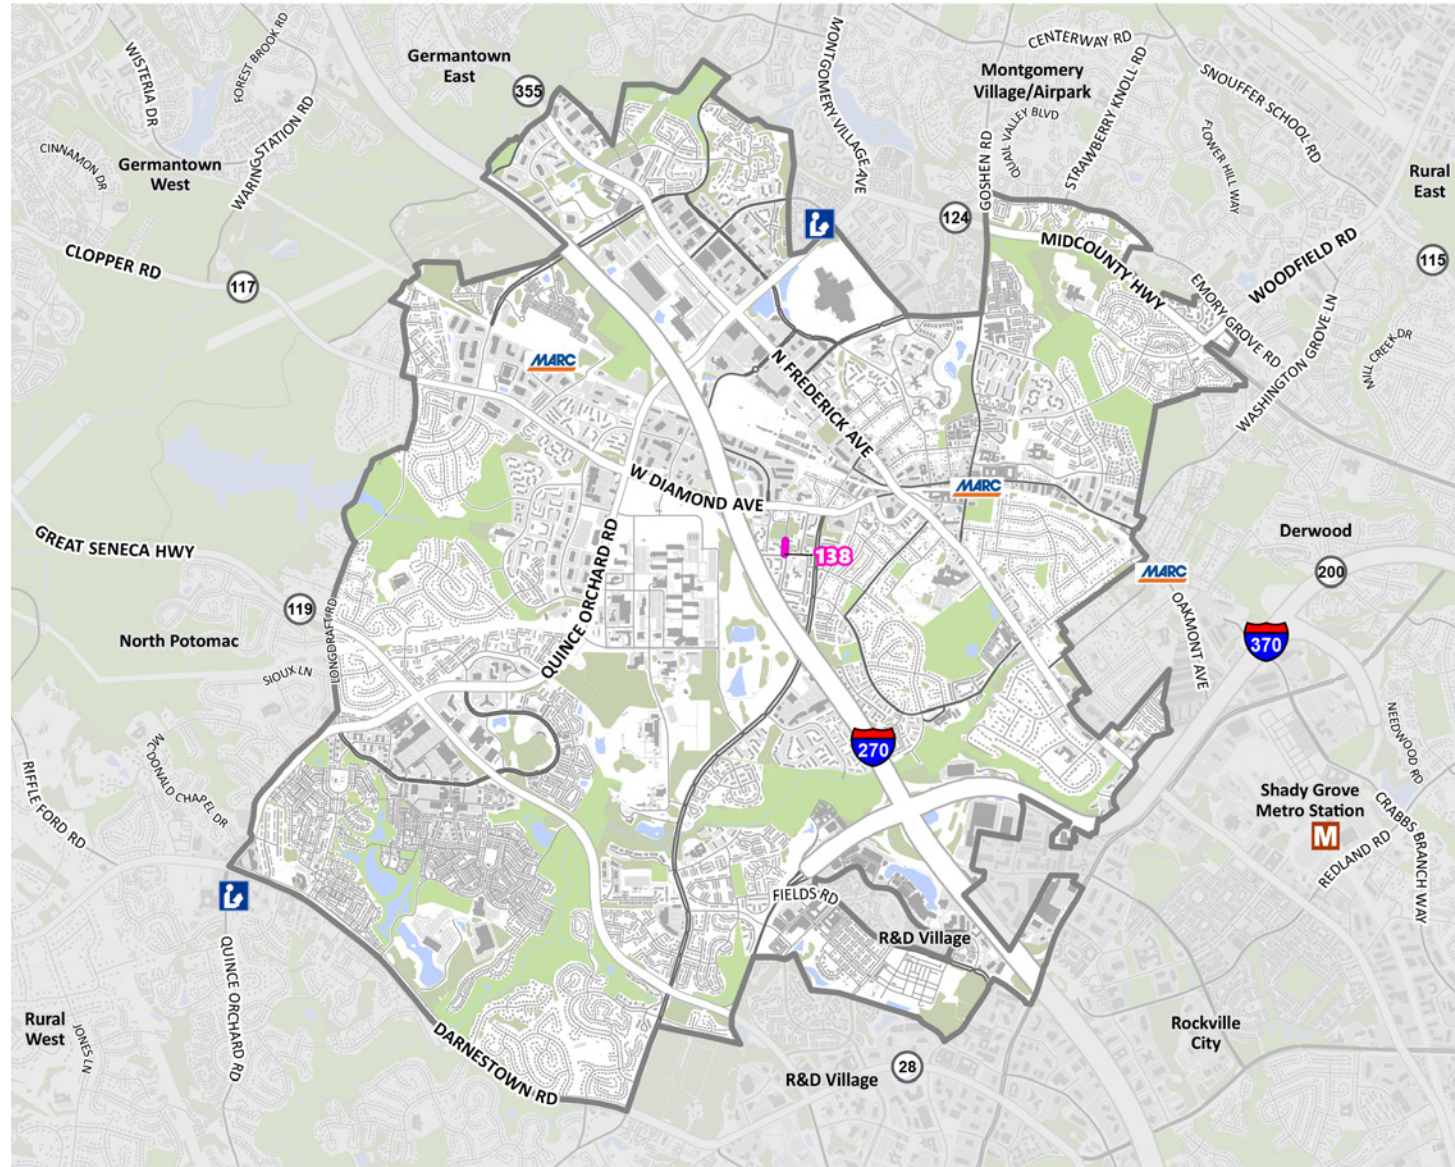 Germantown
East
355
WISTERIA DR
FOREST BROOK RD
MONTGOMERY VILLAGE AVE
CENTERWAY RD
Montgomery
Village/Airpark
SNOUFFER SCHOOL RD
QUAIL VALLEY BLVD
STRAWBERRY KNOLL RD
GOSHEN RD
FLOWER HILL WAY
CINNAMON DR
Germantown
West
WARING STATION RD
Rural
East
124
MIDCOUNTY HWY
WOODFIELD RD
115
CLOPPER RD
117
EMORY GROVE RD
WASHINGTON GROVE LN
MILL CREEK DR
MARC
N FREDERICK AVE
W DIAMOND AVE
MARC
GREAT SENECA HWY
QUINCE ORCHARD RD
138
Derwood
200
MARC
OAKMONT AVE
119
LONGDRAFT RD
North Potomac
SIOUX LN
370
270
MCDONALD CHAPEL DR
RIFFLE FORD RD
NEEDWOOD RD
Shady Grove
Metro Station
M
CRABBS BRANCH WAY
REDLAND RD
FIELDS RD
R&D Village
QUINCE ORCHARD RD
Rural
West
JONES LN
DARNESTOWN RD
Rockville
City
28
R&D Village